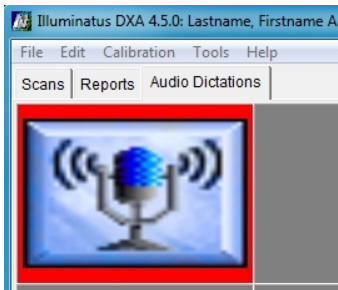 Illuminatus DXA 4.5.0: Lastname, Firstname A
File Edit Calibration Tools Help
Scans Reports Audio Dictations